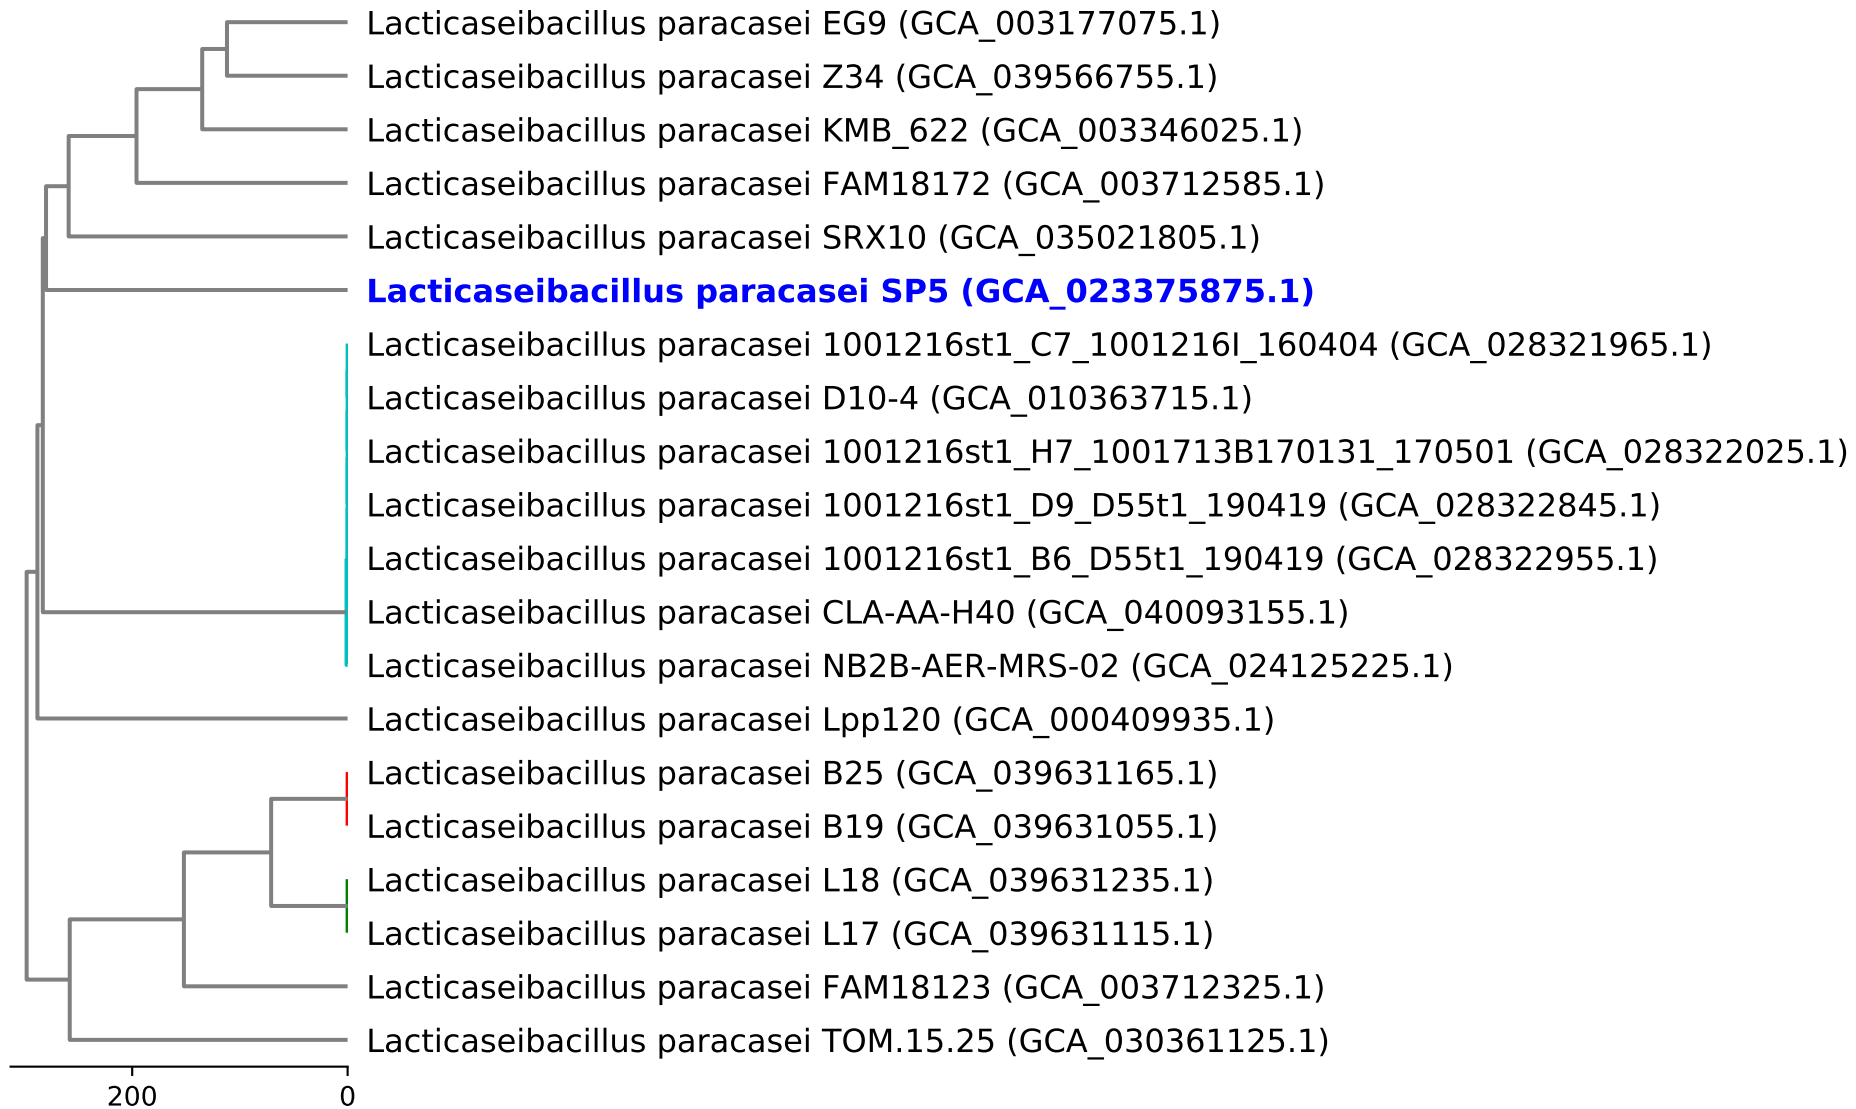 Lacticaseibacillus paracasei EG9 (GCA_003177075.1)
Lacticaseibacillus paracasei Z34 (GCA_039566755.1)
Lacticaseibacillus paracasei KMB_622 (GCA_003346025.1)
Lacticaseibacillus paracasei FAM18172 (GCA_003712585.1)
Lacticaseibacillus paracasei SRX10 (GCA_035021805.1)
Lacticaseibacillus paracasei SP5 (GCA_023375875.1)
Lacticaseibacillus paracasei 1001216st1_C7_1001216I_160404 (GCA_028321965.1)
Lacticaseibacillus paracasei D10-4 (GCA_010363715.1)
Lacticaseibacillus paracasei 1001216st1_H7_1001713B170131_170501 (GCA_028322025.1)
Lacticaseibacillus paracasei 1001216st1_D9_D55t1_190419 (GCA_028322845.1)
Lacticaseibacillus paracasei 1001216st1_B6_D55t1_190419 (GCA_028322955.1)
Lacticaseibacillus paracasei CLA-AA-H40 (GCA_040093155.1)
Lacticaseibacillus paracasei NB2B-AER-MRS-02 (GCA_024125225.1)
Lacticaseibacillus paracasei Lpp120 (GCA_000409935.1)
Lacticaseibacillus paracasei B25 (GCA_039631165.1)
Lacticaseibacillus paracasei B19 (GCA_039631055.1)
Lacticaseibacillus paracasei L18 (GCA_039631235.1)
Lacticaseibacillus paracasei L17 (GCA_039631115.1)
Lacticaseibacillus paracasei FAM18123 (GCA_003712325.1)
Lacticaseibacillus paracasei TOM.15.25 (GCA_030361125.1)
200 0